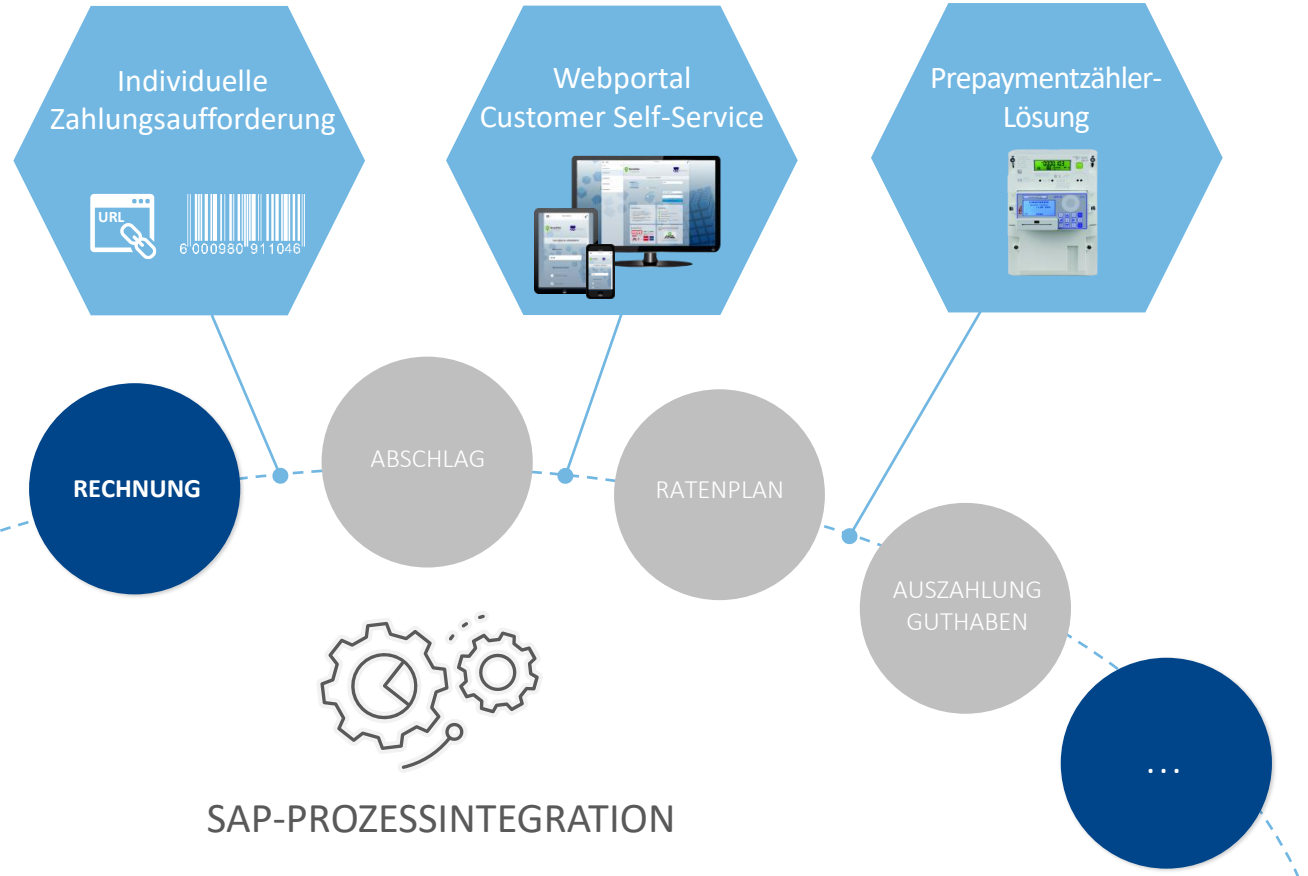 Individuelle
Zahlungsaufforderung
URL
6 000980 911046
Webportal
Customer Self-Service
Prepaymentzähler-
Lösung
RECHNUNG
ABSCHLAG
RATENPLAN
AUSZAHLUNG
GUTHABEN
...
SAP-PROZESSINTEGRATION